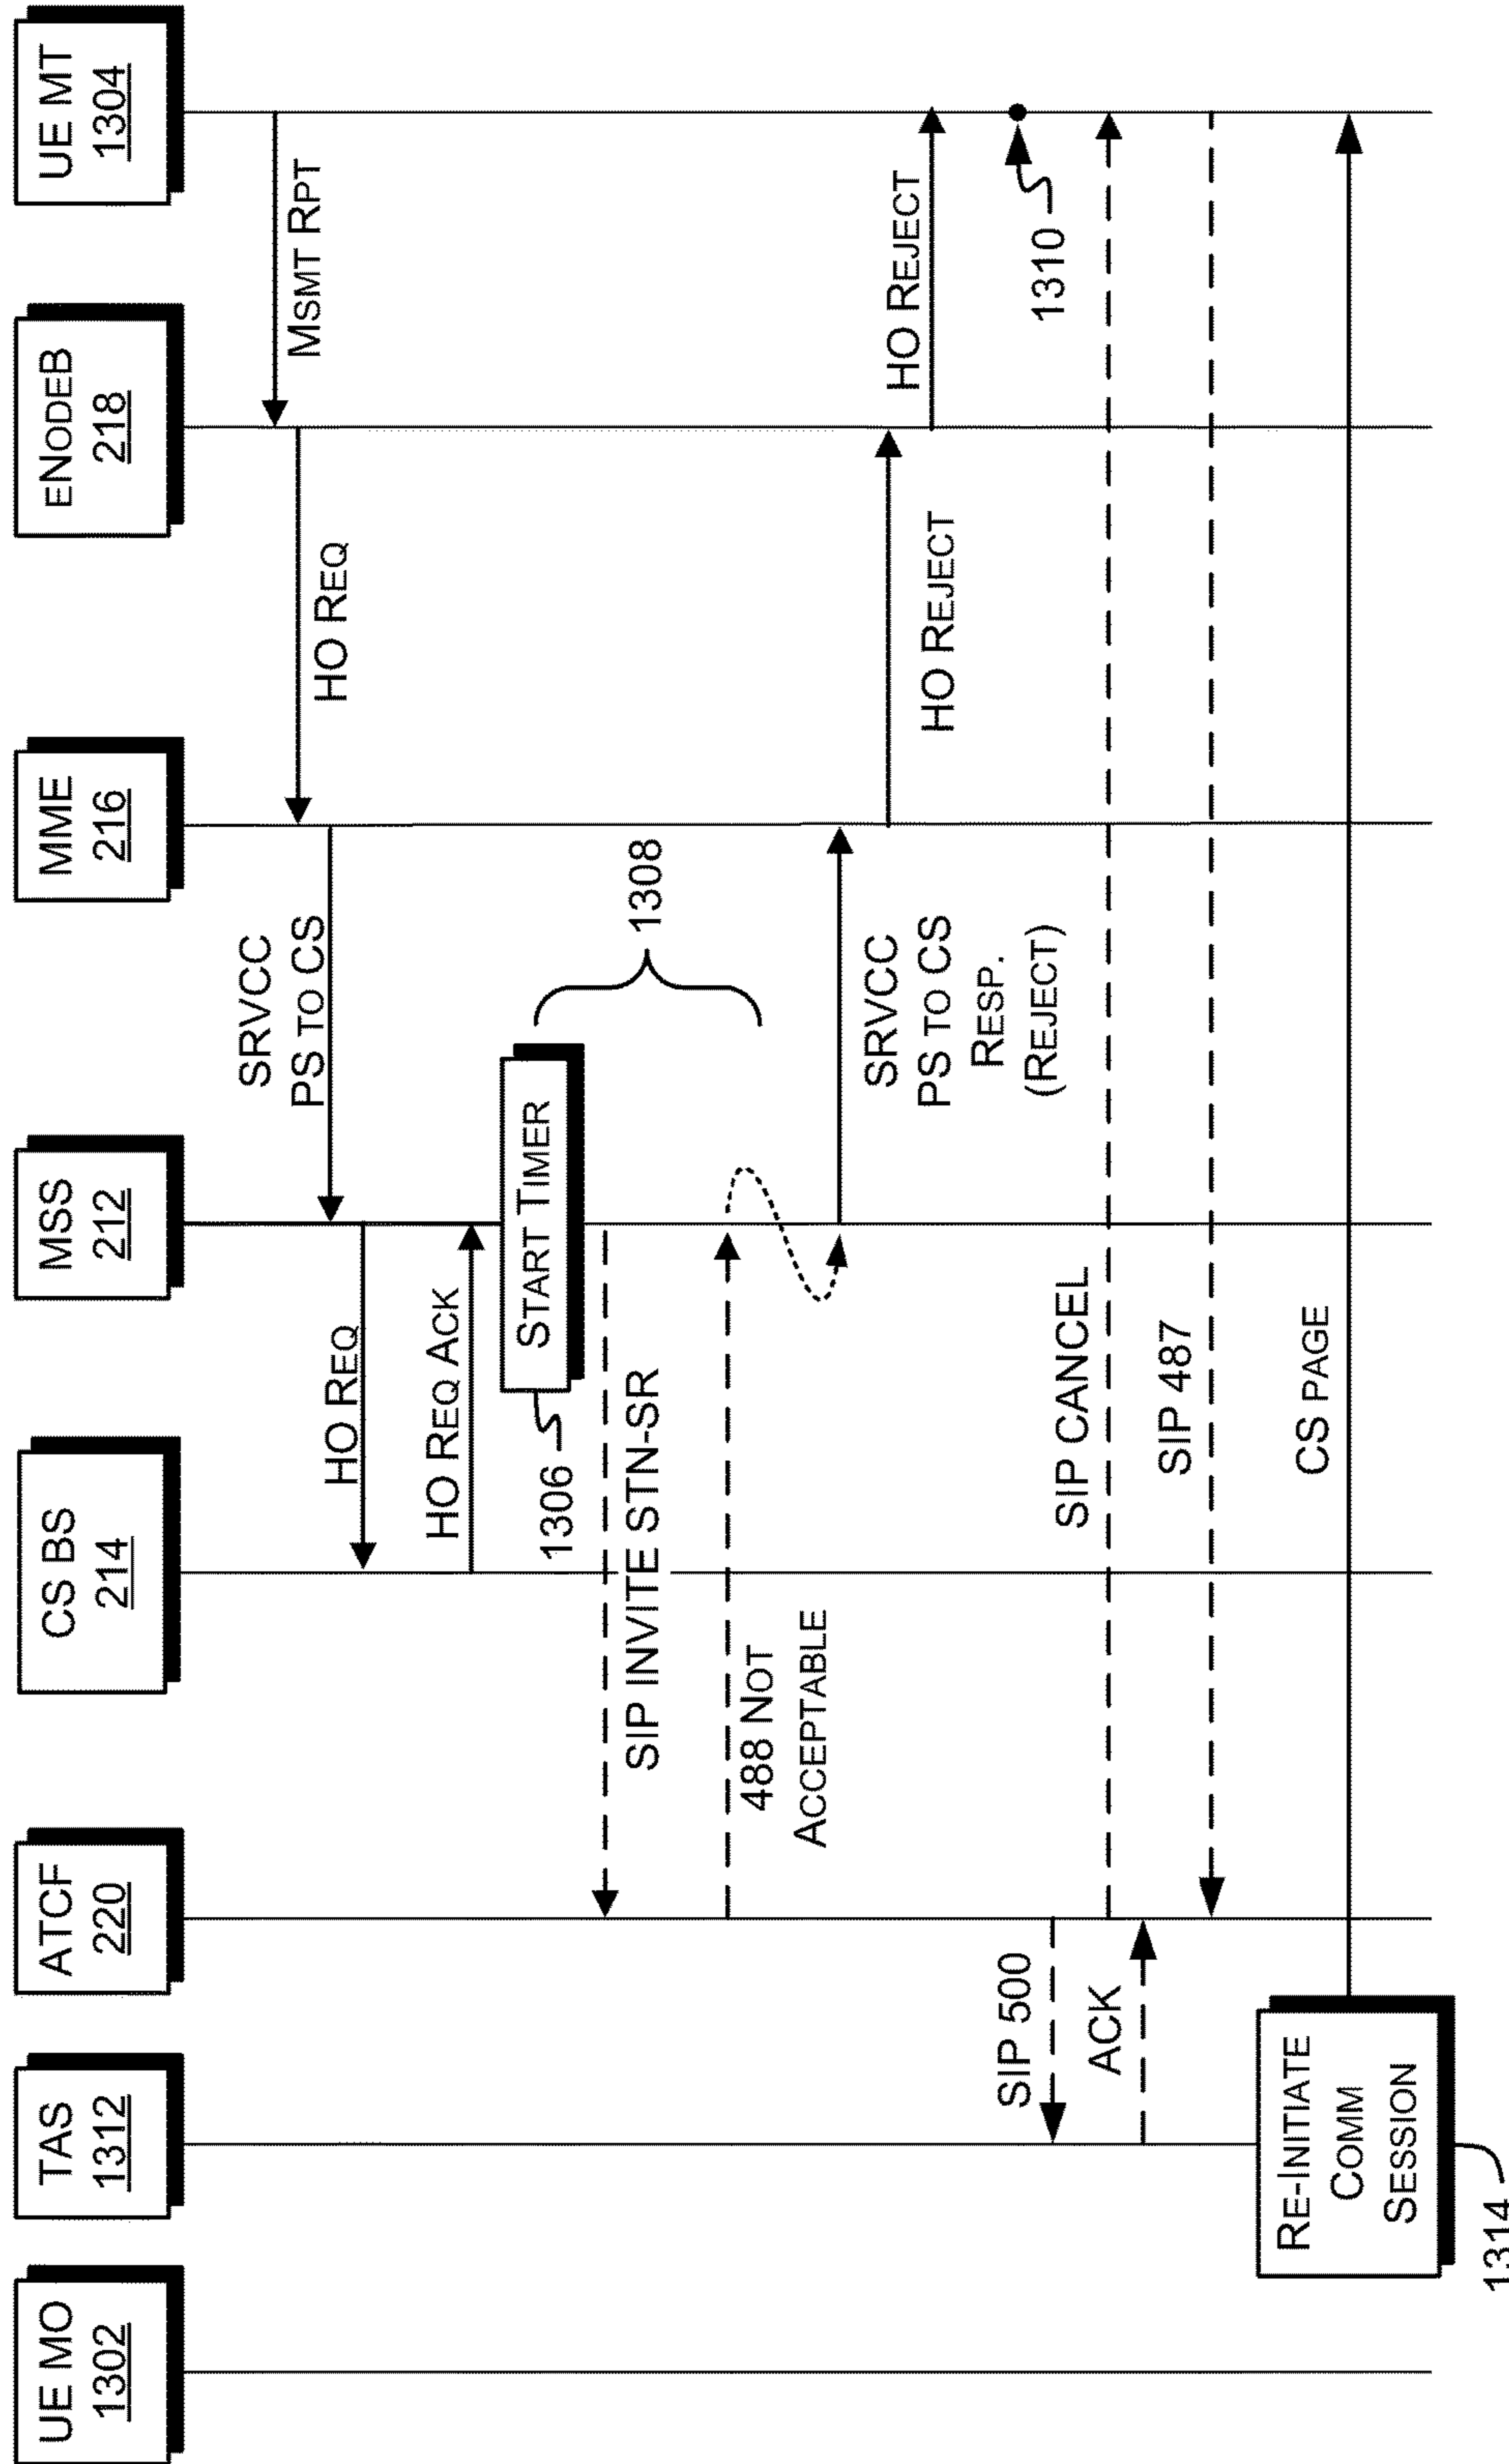 UE MO
1302
TAS
1312
ATCF
220
CS BS
214
MSS
212
MME
216
ENODEB
218
UE MT
1304
MSMT RPT
HO REQ
SRVCC
PS TO CS
HO REQ
HO REQ ACK
START TIMER
1306
1308
SIP INVITE STN-SR
488 NOT
ACCEPTABLE
SRVCC
PS TO CS
RESP.
(REJECT)
HO REJECT
HO REJECT
1310
SIP 500
SIP CANCEL
ACK
SIP 487
RE-INITIATE
COMM
SESSION
1314
CS PAGE